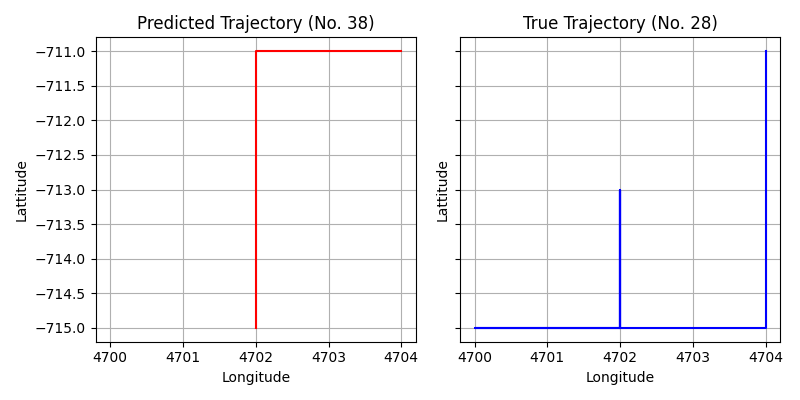 Predicted Trajectory (No. 38)
True Trajectory (No. 28)
Lattitude
−711.0
−711.5
−712.0
−712.5
−713.0
−713.5
−714.0
−714.5
−715.0
4700 4701 4702 4703 4704
Longitude
Lattitude
4700 4701 4702 4703 4704
Longitude